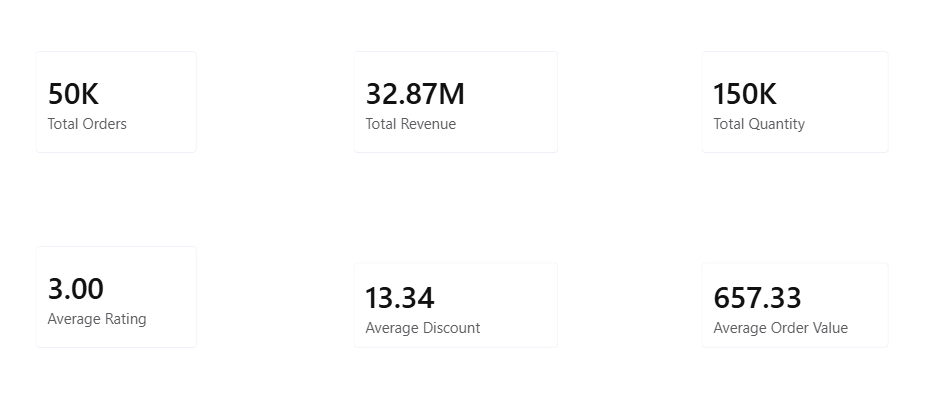 50K
Total Orders
32.87M
Total Revenue
150K
Total Quantity
3.00
Average Rating
13.34
Average Discount
657.33
Average Order Value